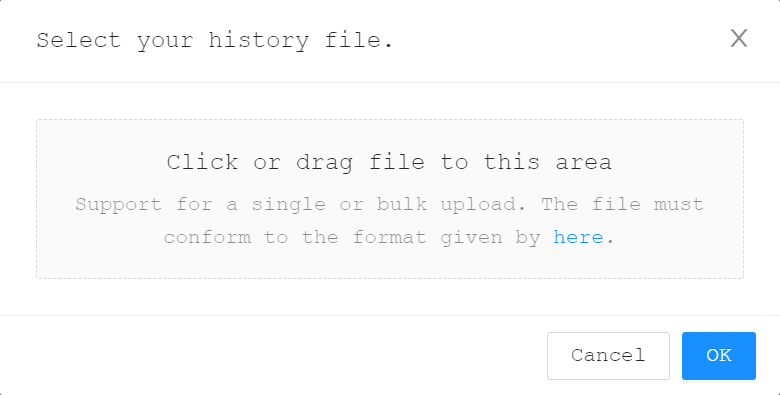 Select your history file.
Click or drag file to this area
Support for a single or bulk upload. The file must
conform to the format given by here.
Cancel
OK